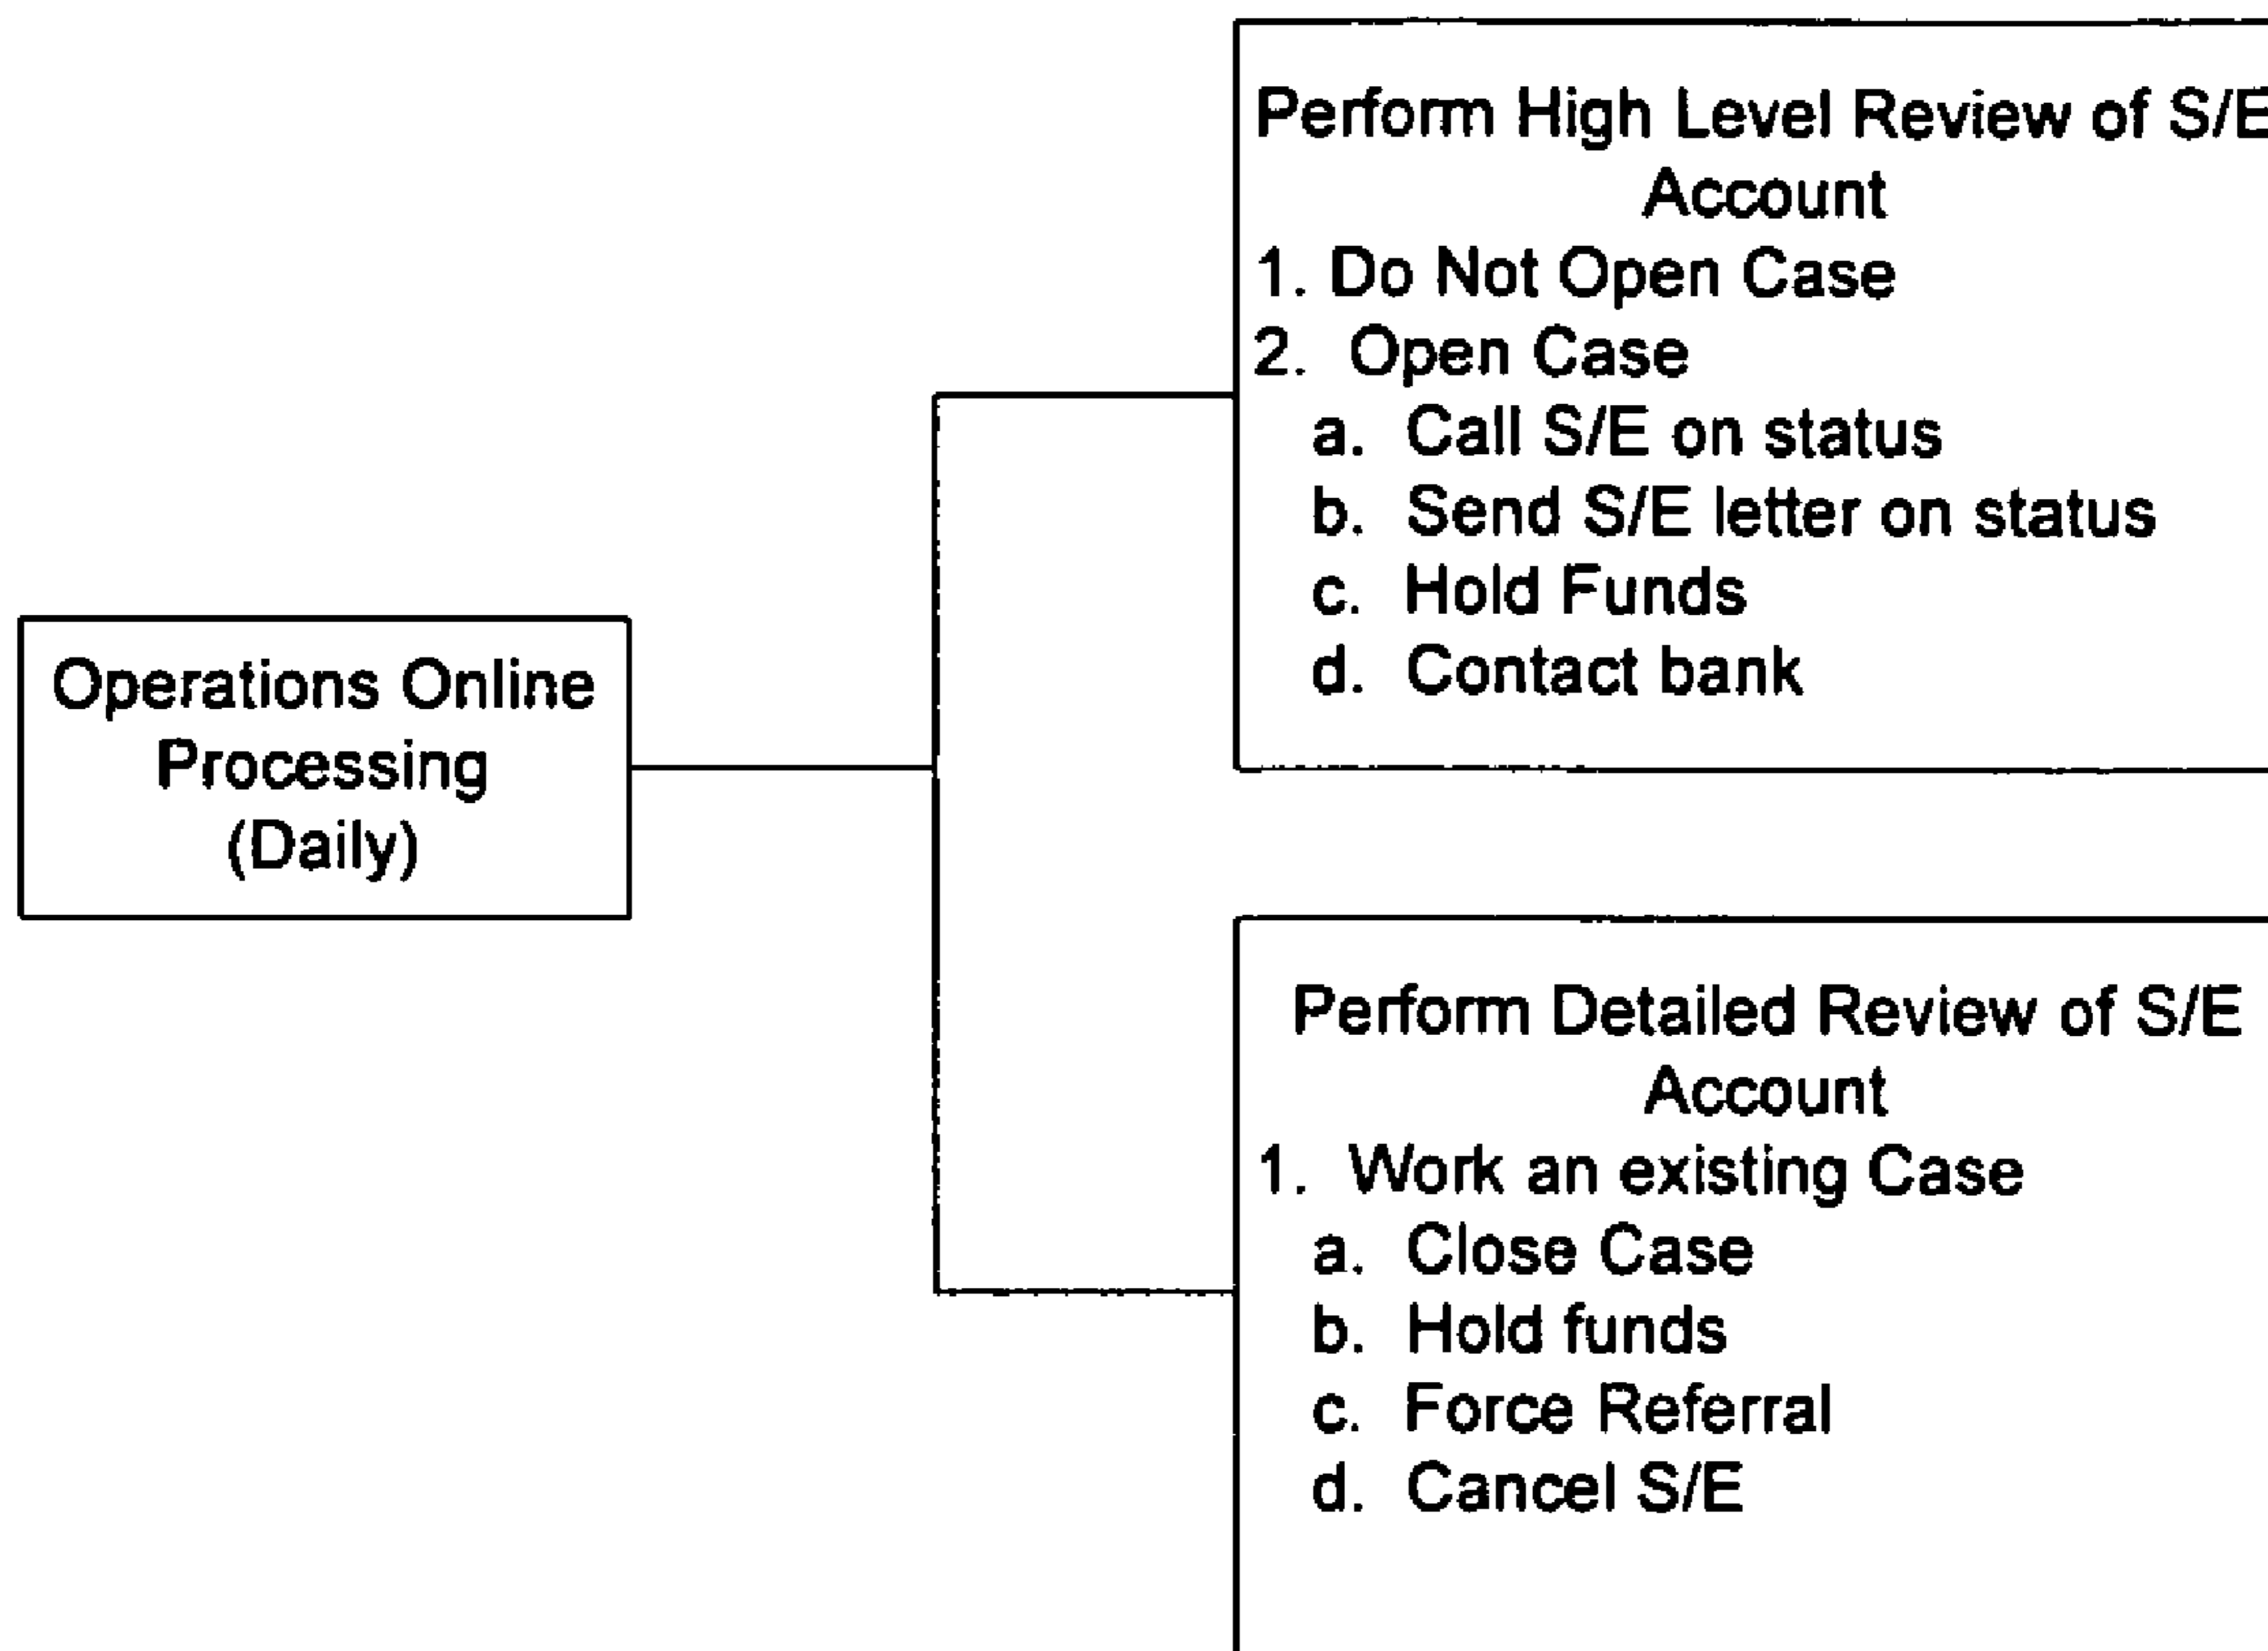 Operations Online
Processing
(Daily)
Perform High Level Review of S/E
Account
1. Do Not Open Case
2. Open Case
a. Call S/E on status
b. Send S/E letter on status
c. Hold Funds
d. Contact bank
Perform Detailed Review of S/E
Account
1. Work an existing Case
a. Close Case
b. Hold funds
c. Force Referral
d. Cancel S/E